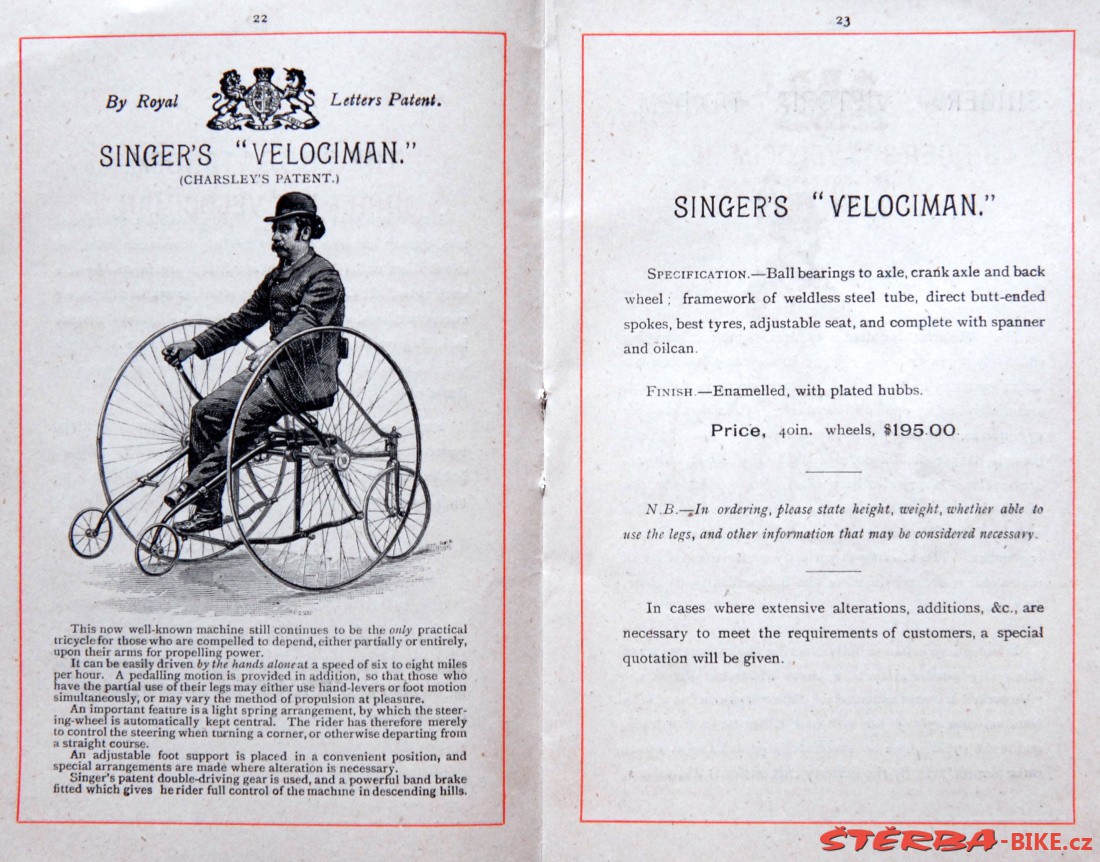 22
By Royal Letters Patent.
SINGER'S "VELOCIMAN."
(CHARSLEY'S PATENT.)
This now well-known machine still continues to be the only practical
tricycle for those who are compelled to depend, either partially or entirely,
upon their arms for propelling power.
It can be easily driven by the hands alone at a speed of six to eight miles
per hour. A pedalling motion is provided in addition, so that those who
have the partial use of their legs may either use hand-levers or foot motion
simultaneously, or may vary the method of propulsion at pleasure.
An important feature is a light spring arrangement, by which the steer-
ing-wheel is automatically kept central. The rider has therefore merely
to control the steering when turning a corner, or otherwise departing from
a straight course.
An adjustable foot support is placed in a convenient position, and
special arrangements are made where alteration is necessary.
Singer's patent double-driving gear is used, and a powerful band brake
fitted which gives he rider full control of the machine in descending hills.
23
SINGER'S "VELOCIMAN."
SPECIFICATION.—Ball bearings to axle, crank axle and back
wheel; framework of weldless steel tube, direct butt-ended
spokes, best tyres, adjustable seat, and complete with spanner
and oilcan.
FINISH.—Enamelled, with plated hubbs.
Price, 40in. wheels, $195.00.
N.B.—In ordering, please state height, weight, whether able to
use the legs, and other information that may be considered necessary.
In cases where extensive alterations, additions, &c., are
necessary to meet the requirements of customers, a special
quotation will be given.
ŠTĚRBA-BIKE.cz